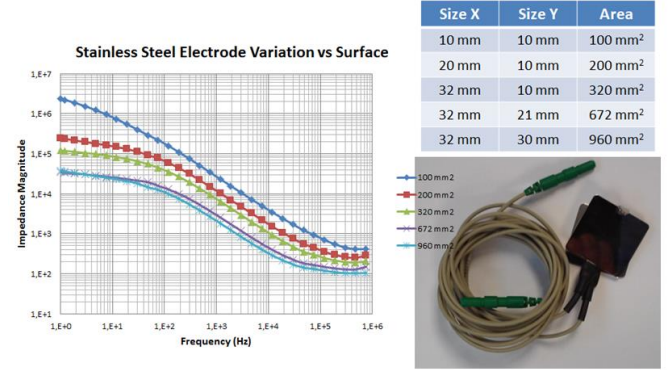 Stainless Steel Electrode Variation vs Surface
Impedance Magnitude
1,E+7
1,E+6
1,E+5
1,E+4
1,E+3
1,E+2
1,E+1
1,E+0 1,E+1 1,E+2 1,E+3 1,E+4 1,E+5 1,E+6
Frequency (Hz)
100 mm2
200 mm2
320 mm2
672 mm2
960 mm2
Size X Size Y Area
10 mm 10 mm 100 mm²
20 mm 10 mm 200 mm²
32 mm 10 mm 320 mm²
32 mm 21 mm 672 mm²
32 mm 30 mm 960 mm²